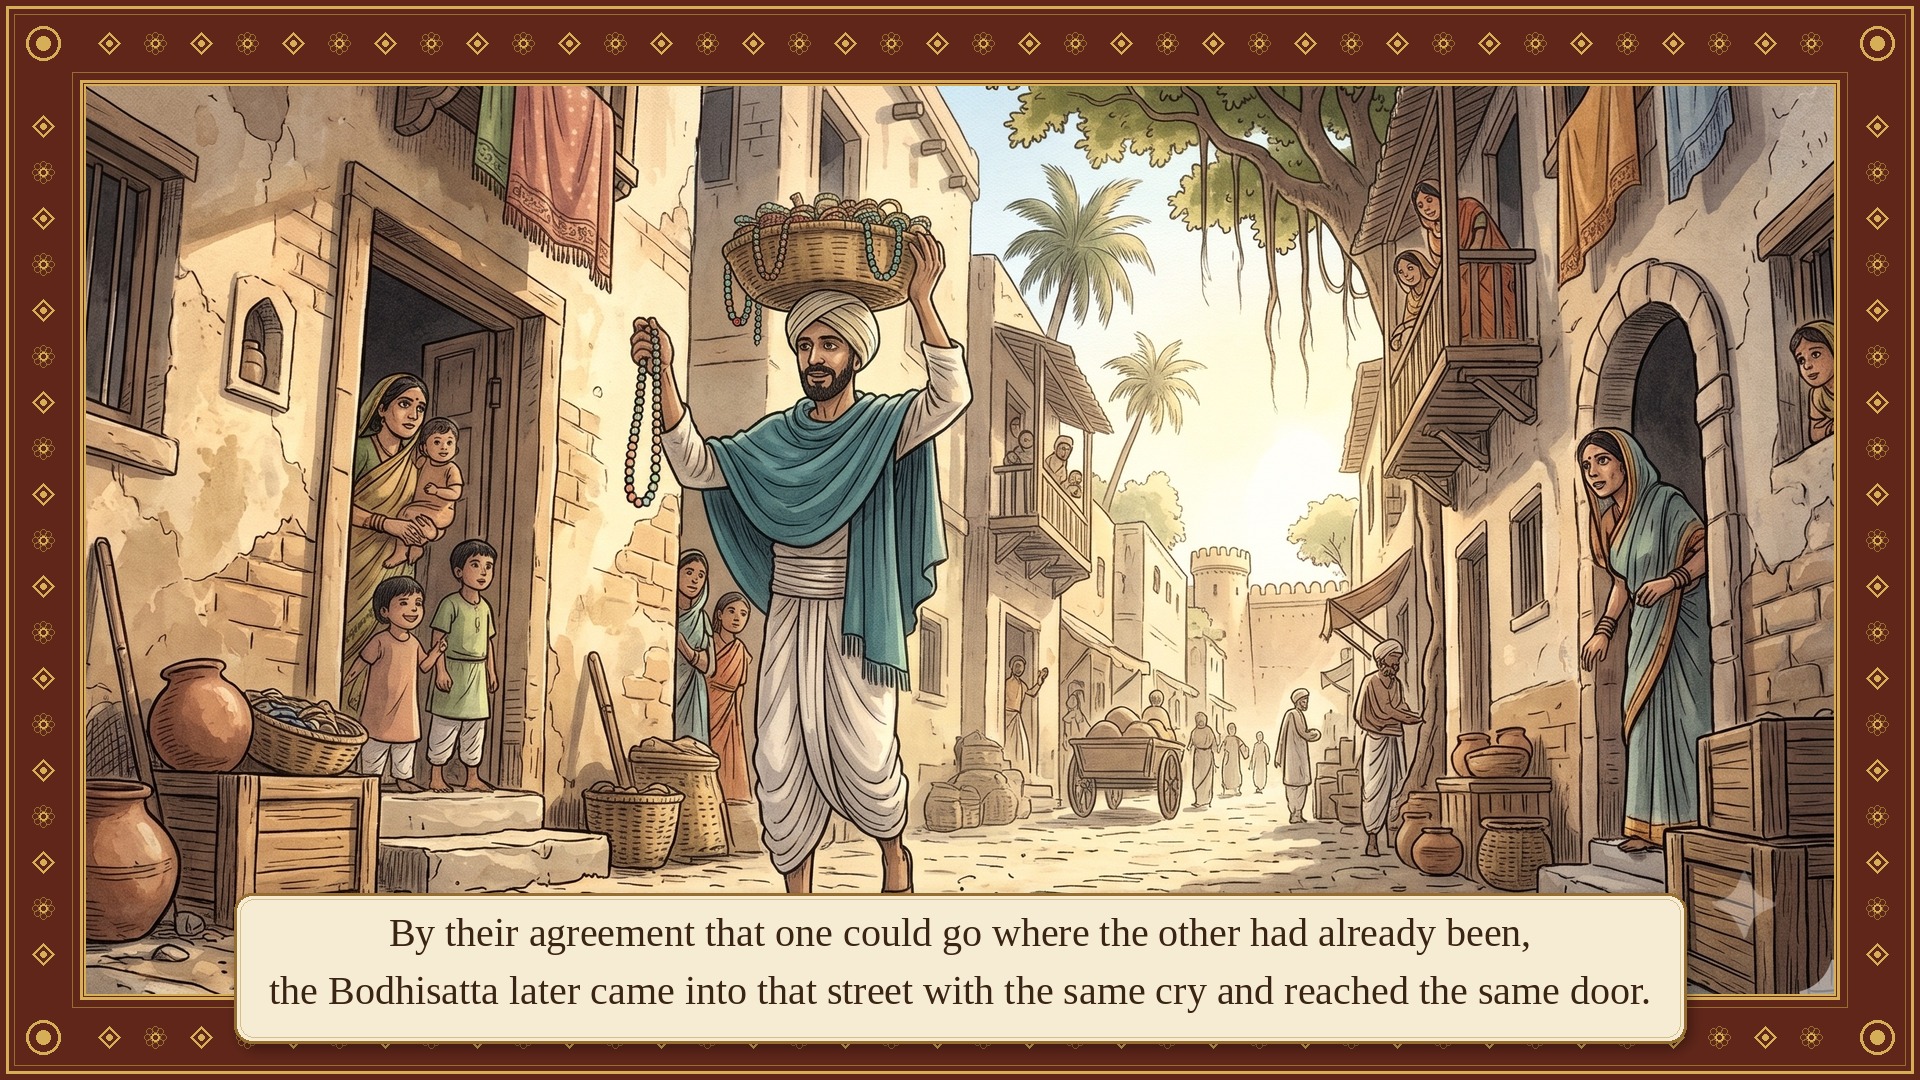 By their agreement that one could go where the other had already been,
the Bodhisatta later came into that street with the same cry and reached the same door.